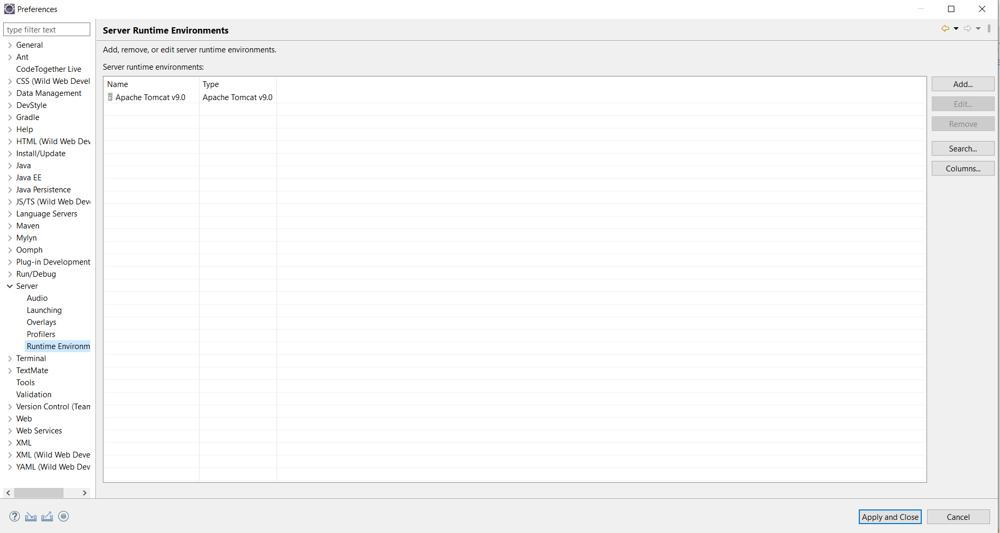 Preferences
type filter text
General
Ant
CodeTogether Live
CSS (Wild Web Devel
Data Management
DevStyle
Gradle
Help
HTML (Wild Web Dev
Install/Update
Java
Java EE
Java Persistence
JS/TS (Wild Web Deve
Language Servers
Maven
Mylyn
Oomph
Plug-in Development
Run/Debug
Server
Audio
Launching
Overlays
Profilers
Runtime Environm
Terminal
TextMate
Tools
Validation
Version Control (Team
Web
Web Services
XML
XML (Wild Web Deve
YAML (Wild Web Dev
Server Runtime Environments
Add, remove, or edit server runtime environments.
Server runtime environments:
Name Type
Apache Tomcat v9.0 Apache Tomcat v9.0
Add...
Edit...
Remove
Search...
Columns...
Apply and Close
Cancel